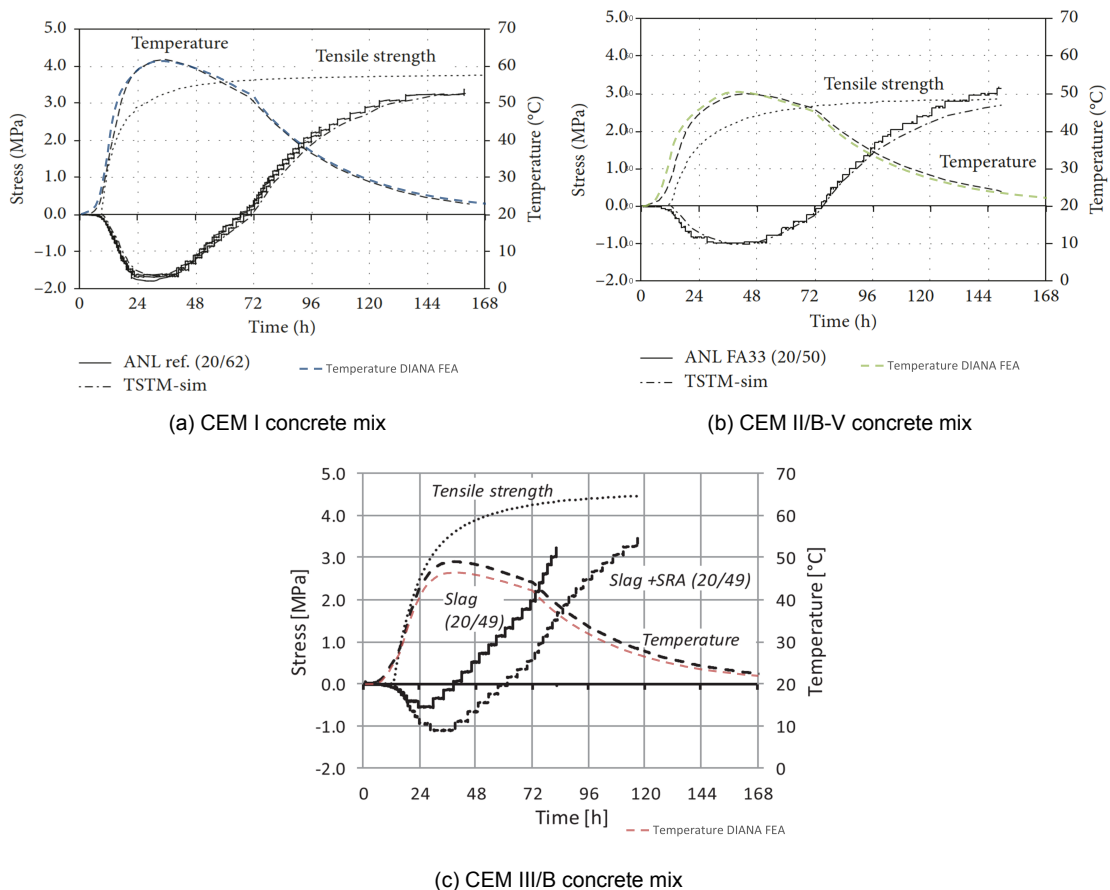 5.0
4.0
3.0
2.0
1.0
0.0
−1.0
−2.0
Stress (MPa)
70
60
50
40
30
20
10
0
Temperature (°C)
Temperature
Tensile strength
0 24 48 72 96 120 144 168
Time (h)
ANL ref. (20/62)
Temperature DIANA FEA
TSTM-sim
(a) CEM I concrete mix
5.0
4.0
3.0
2.0
1.0
0.0
−1.0
−2.0
Stress (MPa)
70
60
50
40
30
20
10
0
Temperature (°C)
Tensile strength
Temperature
0 24 48 72 96 120 144 168
Time (h)
ANL FA33 (20/50)
Temperature DIANA FEA
TSTM-sim
(b) CEM II/B-V concrete mix
5.0
4.0
3.0
2.0
1.0
0.0
-1.0
-2.0
Stress [MPa]
70
60
50
40
30
20
10
0
Temperature [°C]
Tensile strength
Slag
(20/49)
Slag +SRA (20/49)
Temperature
0 24 48 72 96 120 144 168
Time [h]
Temperature DIANA FEA
(c) CEM III/B concrete mix